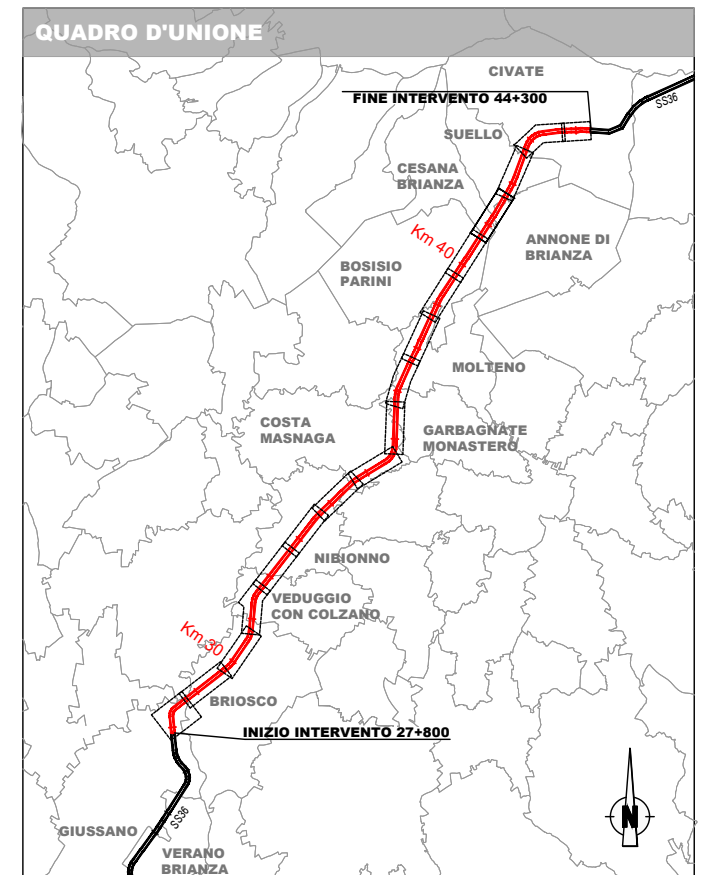 QUADRO D'UNIONE
CIVATE
FINE INTERVENTO 44+300
SS36
SUELLO
CESANA
BRIANZA
Km 40
ANNONE DI
BRIANZA
BOSISIO
PARINI
MOLTENO
COSTA
MASNAGA
GARBAGNATE
MONASTERO
NIBIONNO
VEDUGGIO
CON COLZANO
Km 30
BRIOSCO
INIZIO INTERVENTO 27+800
SS36
GIUSSANO
VERANO
BRIANZA
N